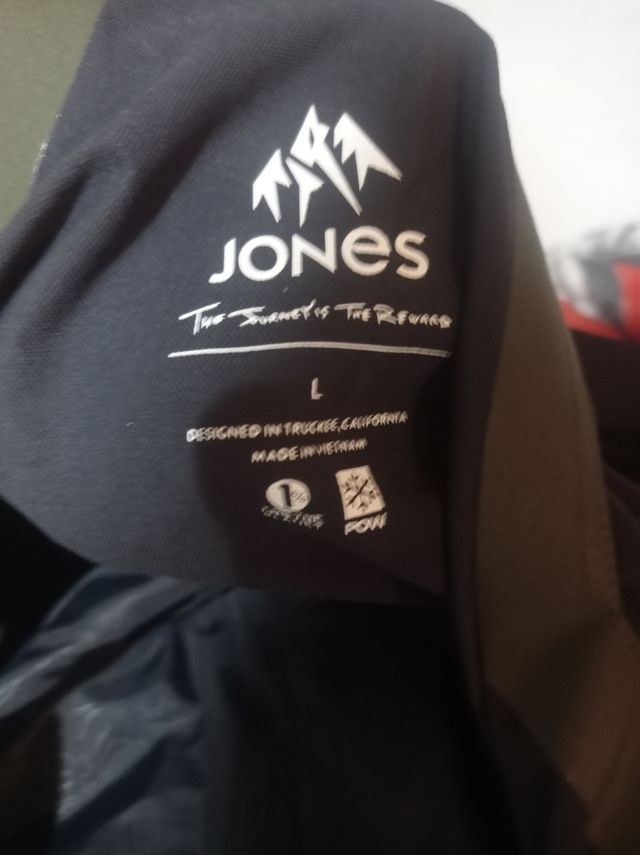 JONES
THE JOURNEY IS THE REWARD
L
DESIGNED IN TRUCKEE, CALIFORNIA
MADE IN VIETNAM
1%
POW